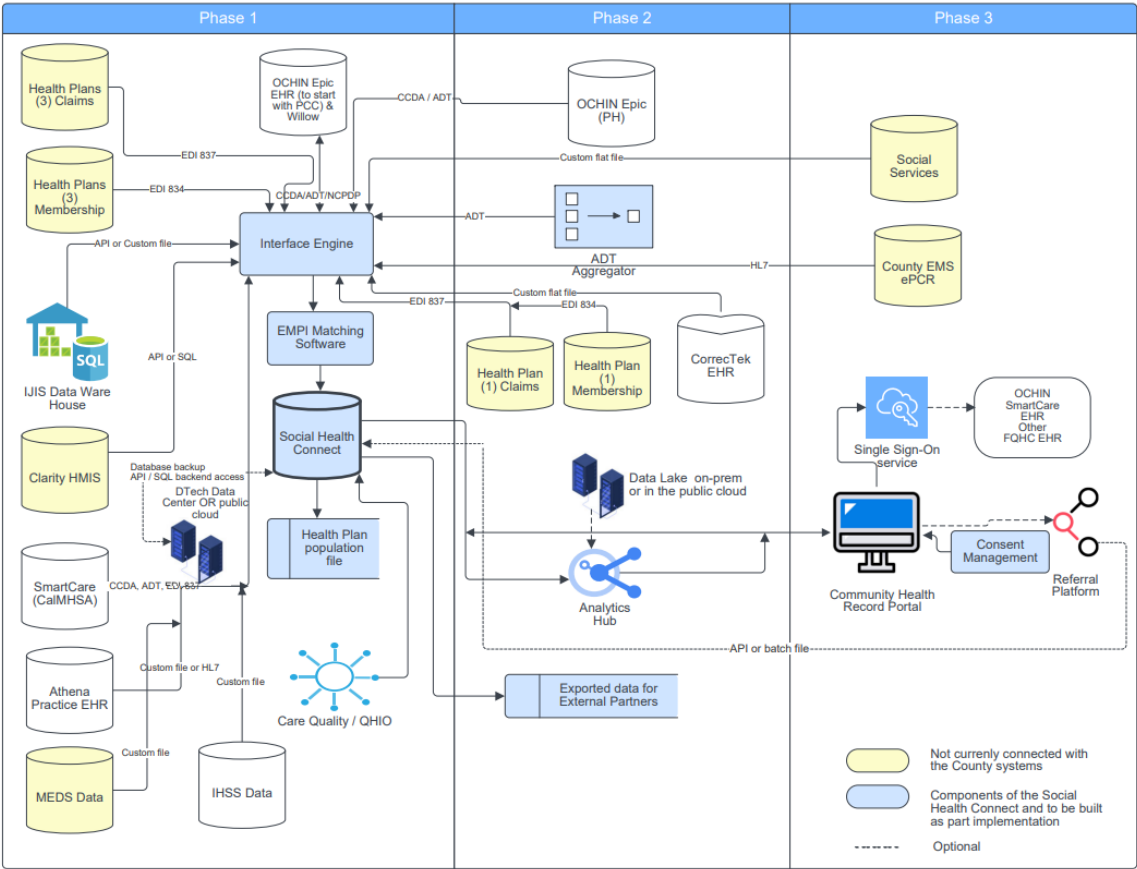 Phase 1
Phase 2
Phase 3
Health Plans
(3) Claims
EDI 837
Health Plans
(3)
Membership
EDI 834
OCHIN Epic
EHR (to start
with PCC) &
Willow
CCDA/ADT/NCPDP
CCDA / ADT
OCHIN Epic
(PH)
Custom flat file
Social
Services
Interface Engine
ADT
ADT
Aggregator
API or Custom file
HL7
County EMS
ePCR
IJIS Data Ware
House
SQL
API or SQL
EMPI Matching
Software
EDI 837
EDI 834
Custom flat file
Health Plan
(1) Claims
Health Plan
(1)
Membership
CorrecTek
EHR
Clarity HMIS
Social Health
Connect
Database backup
API / SQL backend access
DTech Data
Center OR public
cloud
Health Plan
population
file
Data Lake on-prem
or in the public cloud
Analytics
Hub
Single Sign-On
service
OCHIN
SmartCare
EHR
Other
FQHC EHR
Community Health
Record Portal
Consent
Management
Referral
Platform
API or batch file
SmartCare
(CalMHSA)
CCDA, ADT, EDI 837
Athena
Practice EHR
Custom file or HL7
Custom file
MEDS Data
Custom file
IHSS Data
Care Quality / QHIO
Exported data for
External Partners
Not currenly connected with
the County systems
Components of the Social
Health Connect and to be built
as part implementation
Optional